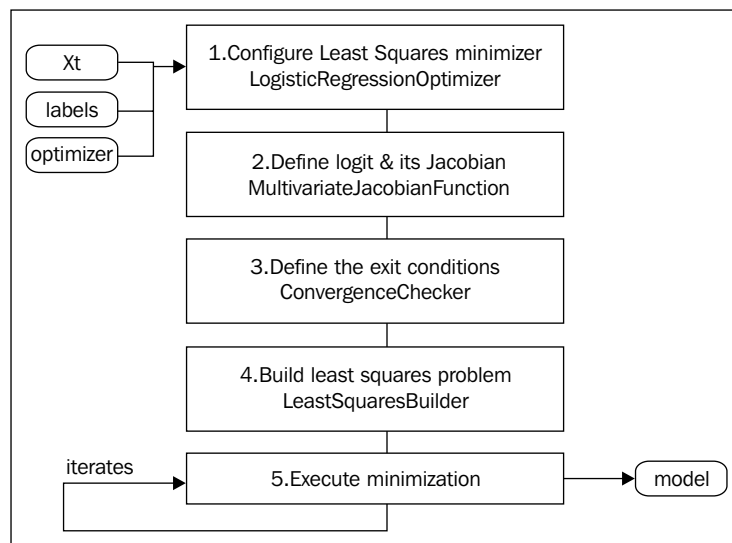 Xt
labels
optimizer
1.Configure Least Squares minimizer
LogisticRegressionOptimizer
2.Define logit & its Jacobian
MultivariateJacobianFunction
3.Define the exit conditions
ConvergenceChecker
4.Build least squares problem
LeastSquaresBuilder
iterates
5.Execute minimization
model